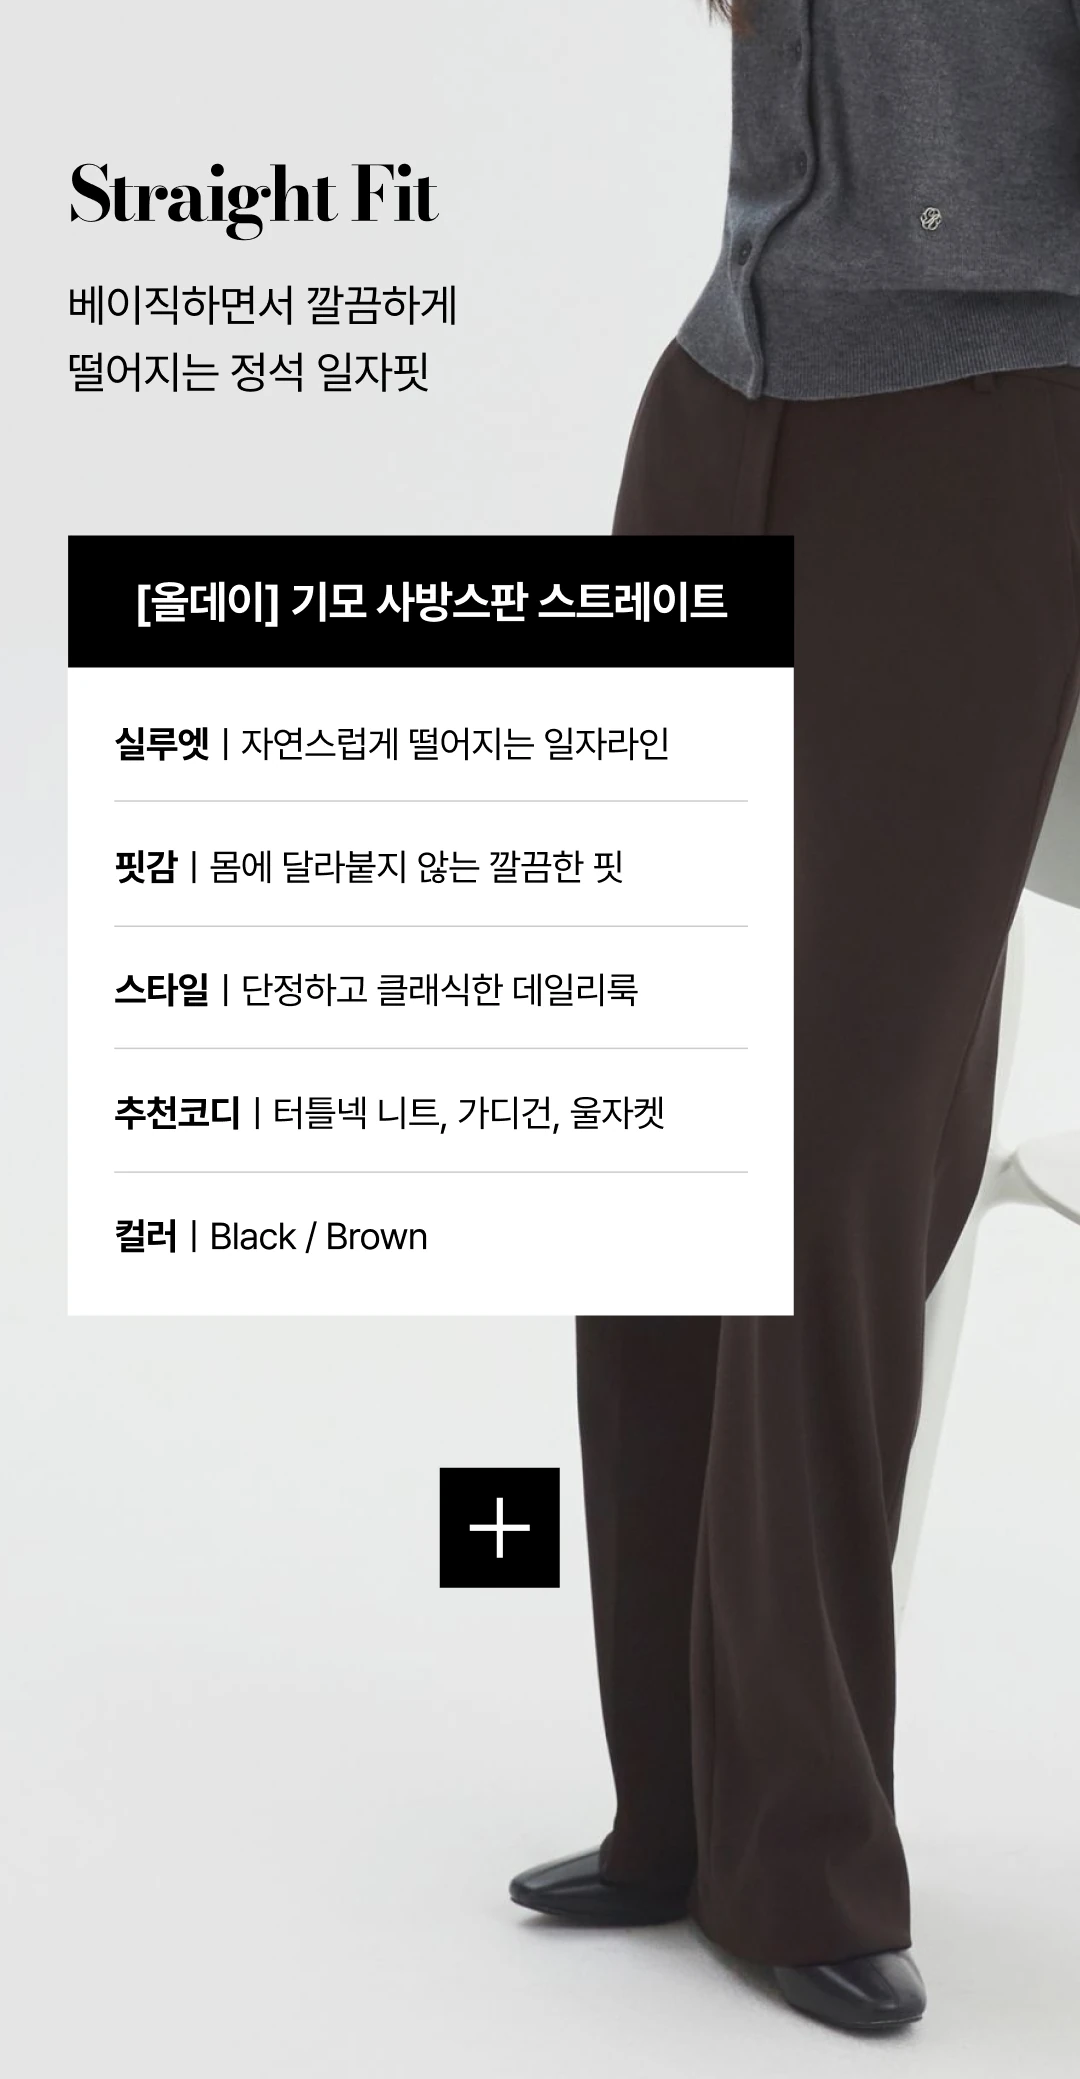 Straight Fit
베이직하면서 깔끔하게
떨어지는 정석 일자핏
[올데이] 기모 사방스판 스트레이트
실루엣 | 자연스럽게 떨어지는 일자라인
핏감 | 몸에 달라붙지 않는 깔끔한 핏
스타일 | 단정하고 클래식한 데일리룩
추천코디 | 터틀넥 니트, 가디건, 울자켓
컬러 | Black / Brown